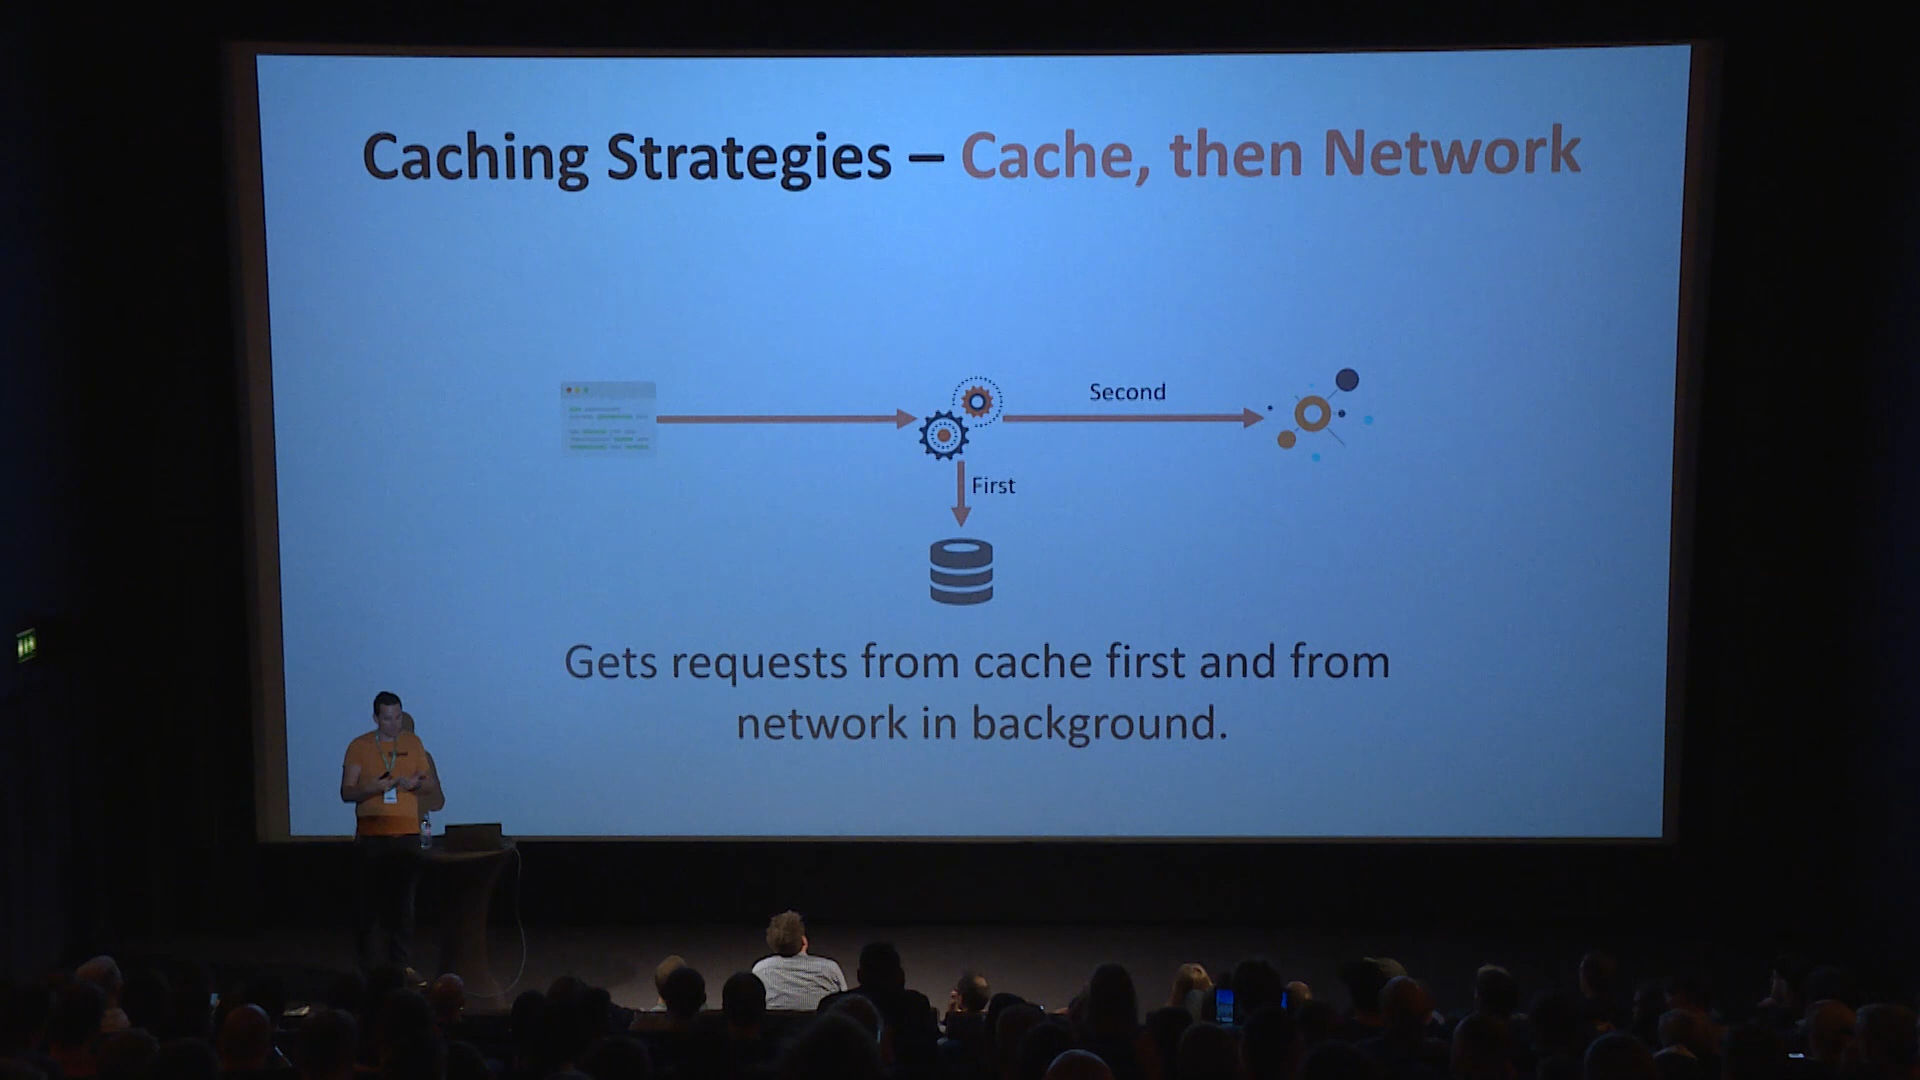 Caching Strategies – Cache, then Network
Second
First
Gets requests from cache first and from
network in background.